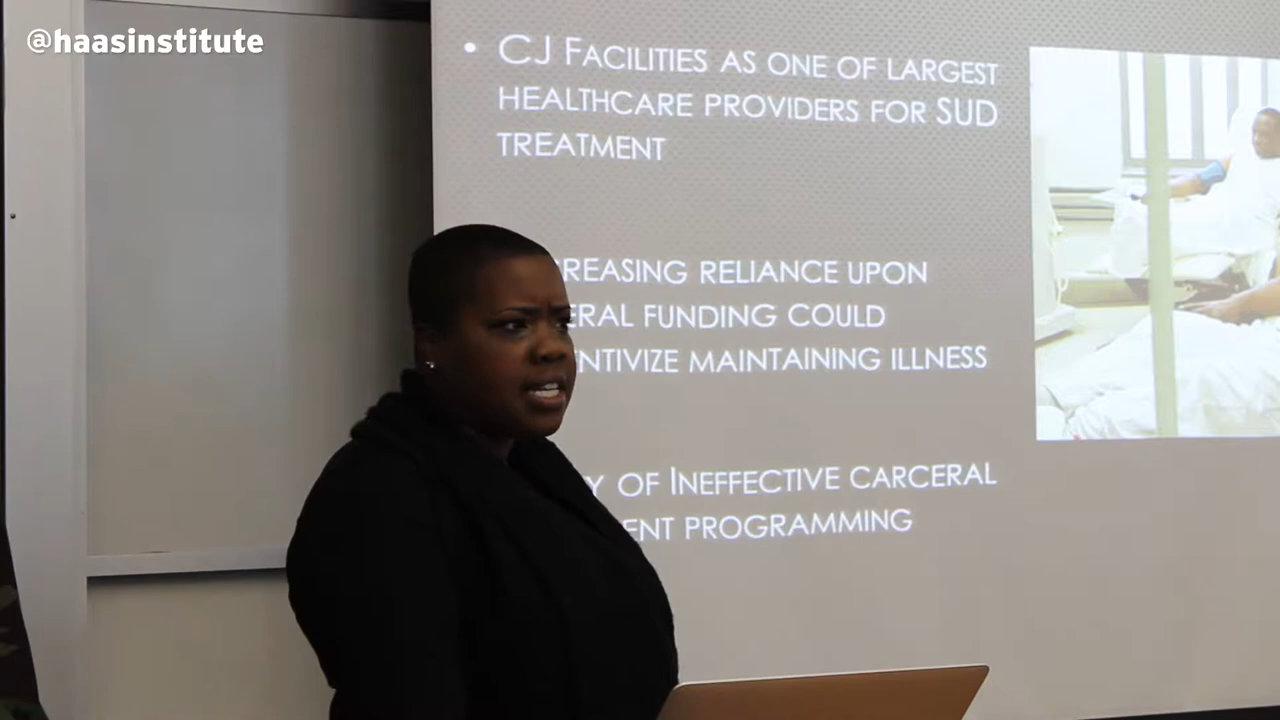 @haasinstitute
• CJ FACILITIES AS ONE OF LARGEST
HEALTHCARE PROVIDERS FOR SUD
TREATMENT
REASING RELIANCE UPON
ERAL FUNDING COULD
NTIVIZE MAINTAINING ILLNESS
Y OF INEFFECTIVE CARCERAL
ENT PROGRAMMING